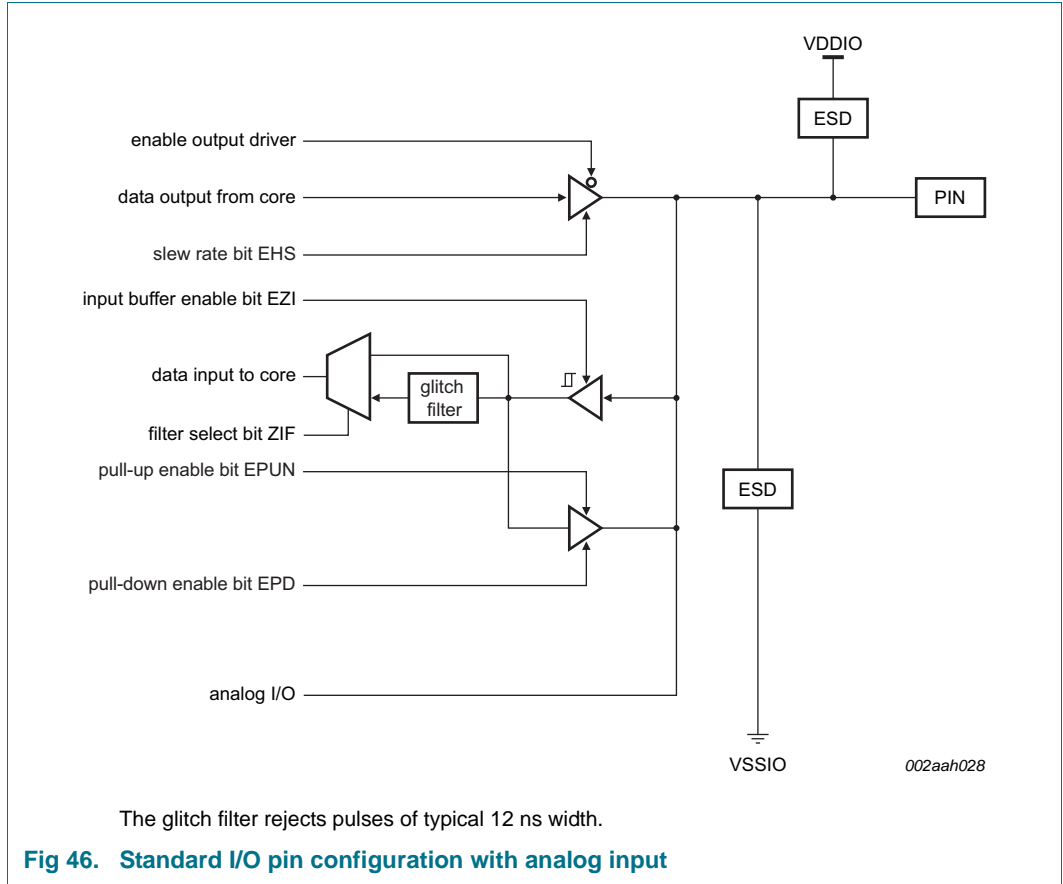 VDDIO
ESD
enable output driver
data output from core
PIN
slew rate bit EHS
input buffer enable bit EZI
data input to core
glitch
filter
filter select bit ZIF
pull-up enable bit EPUN
ESD
pull-down enable bit EPD
analog I/O
VSSIO
002aah028
The glitch filter rejects pulses of typical 12 ns width.
Fig 46. Standard I/O pin configuration with analog input